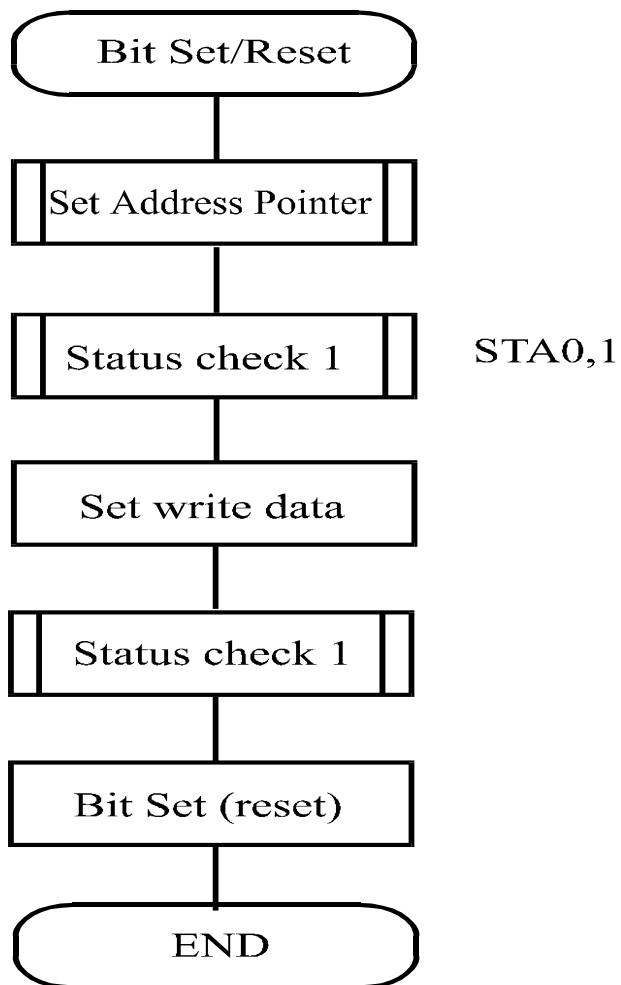 Bit Set/Reset
Set Address Pointer
Status check 1
STA0,1
Set write data
Status check 1
Bit Set (reset)
END